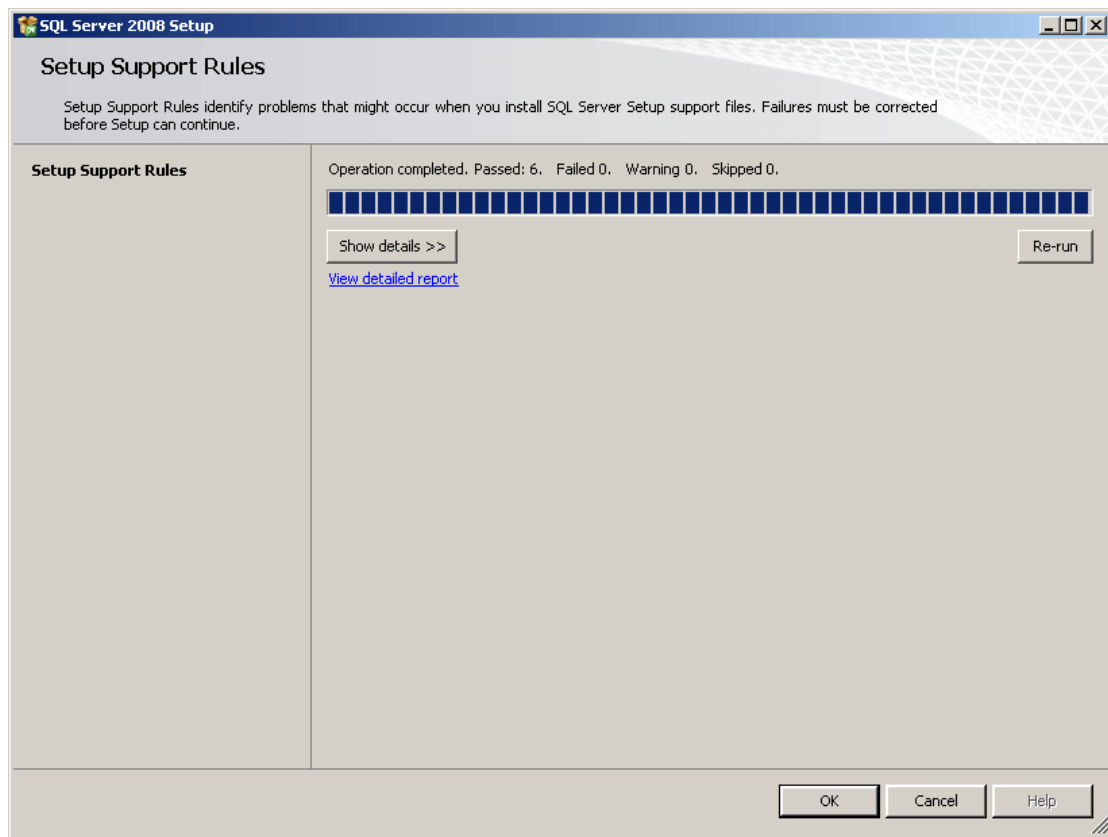 SQL Server 2008 Setup
Setup Support Rules
Setup Support Rules identify problems that might occur when you install SQL Server Setup support files. Failures must be corrected
before Setup can continue.
Setup Support Rules
Operation completed. Passed: 6.   Failed 0.   Warning 0.   Skipped 0.
Show details >>
Re-run
View detailed report
OK
Cancel
Help